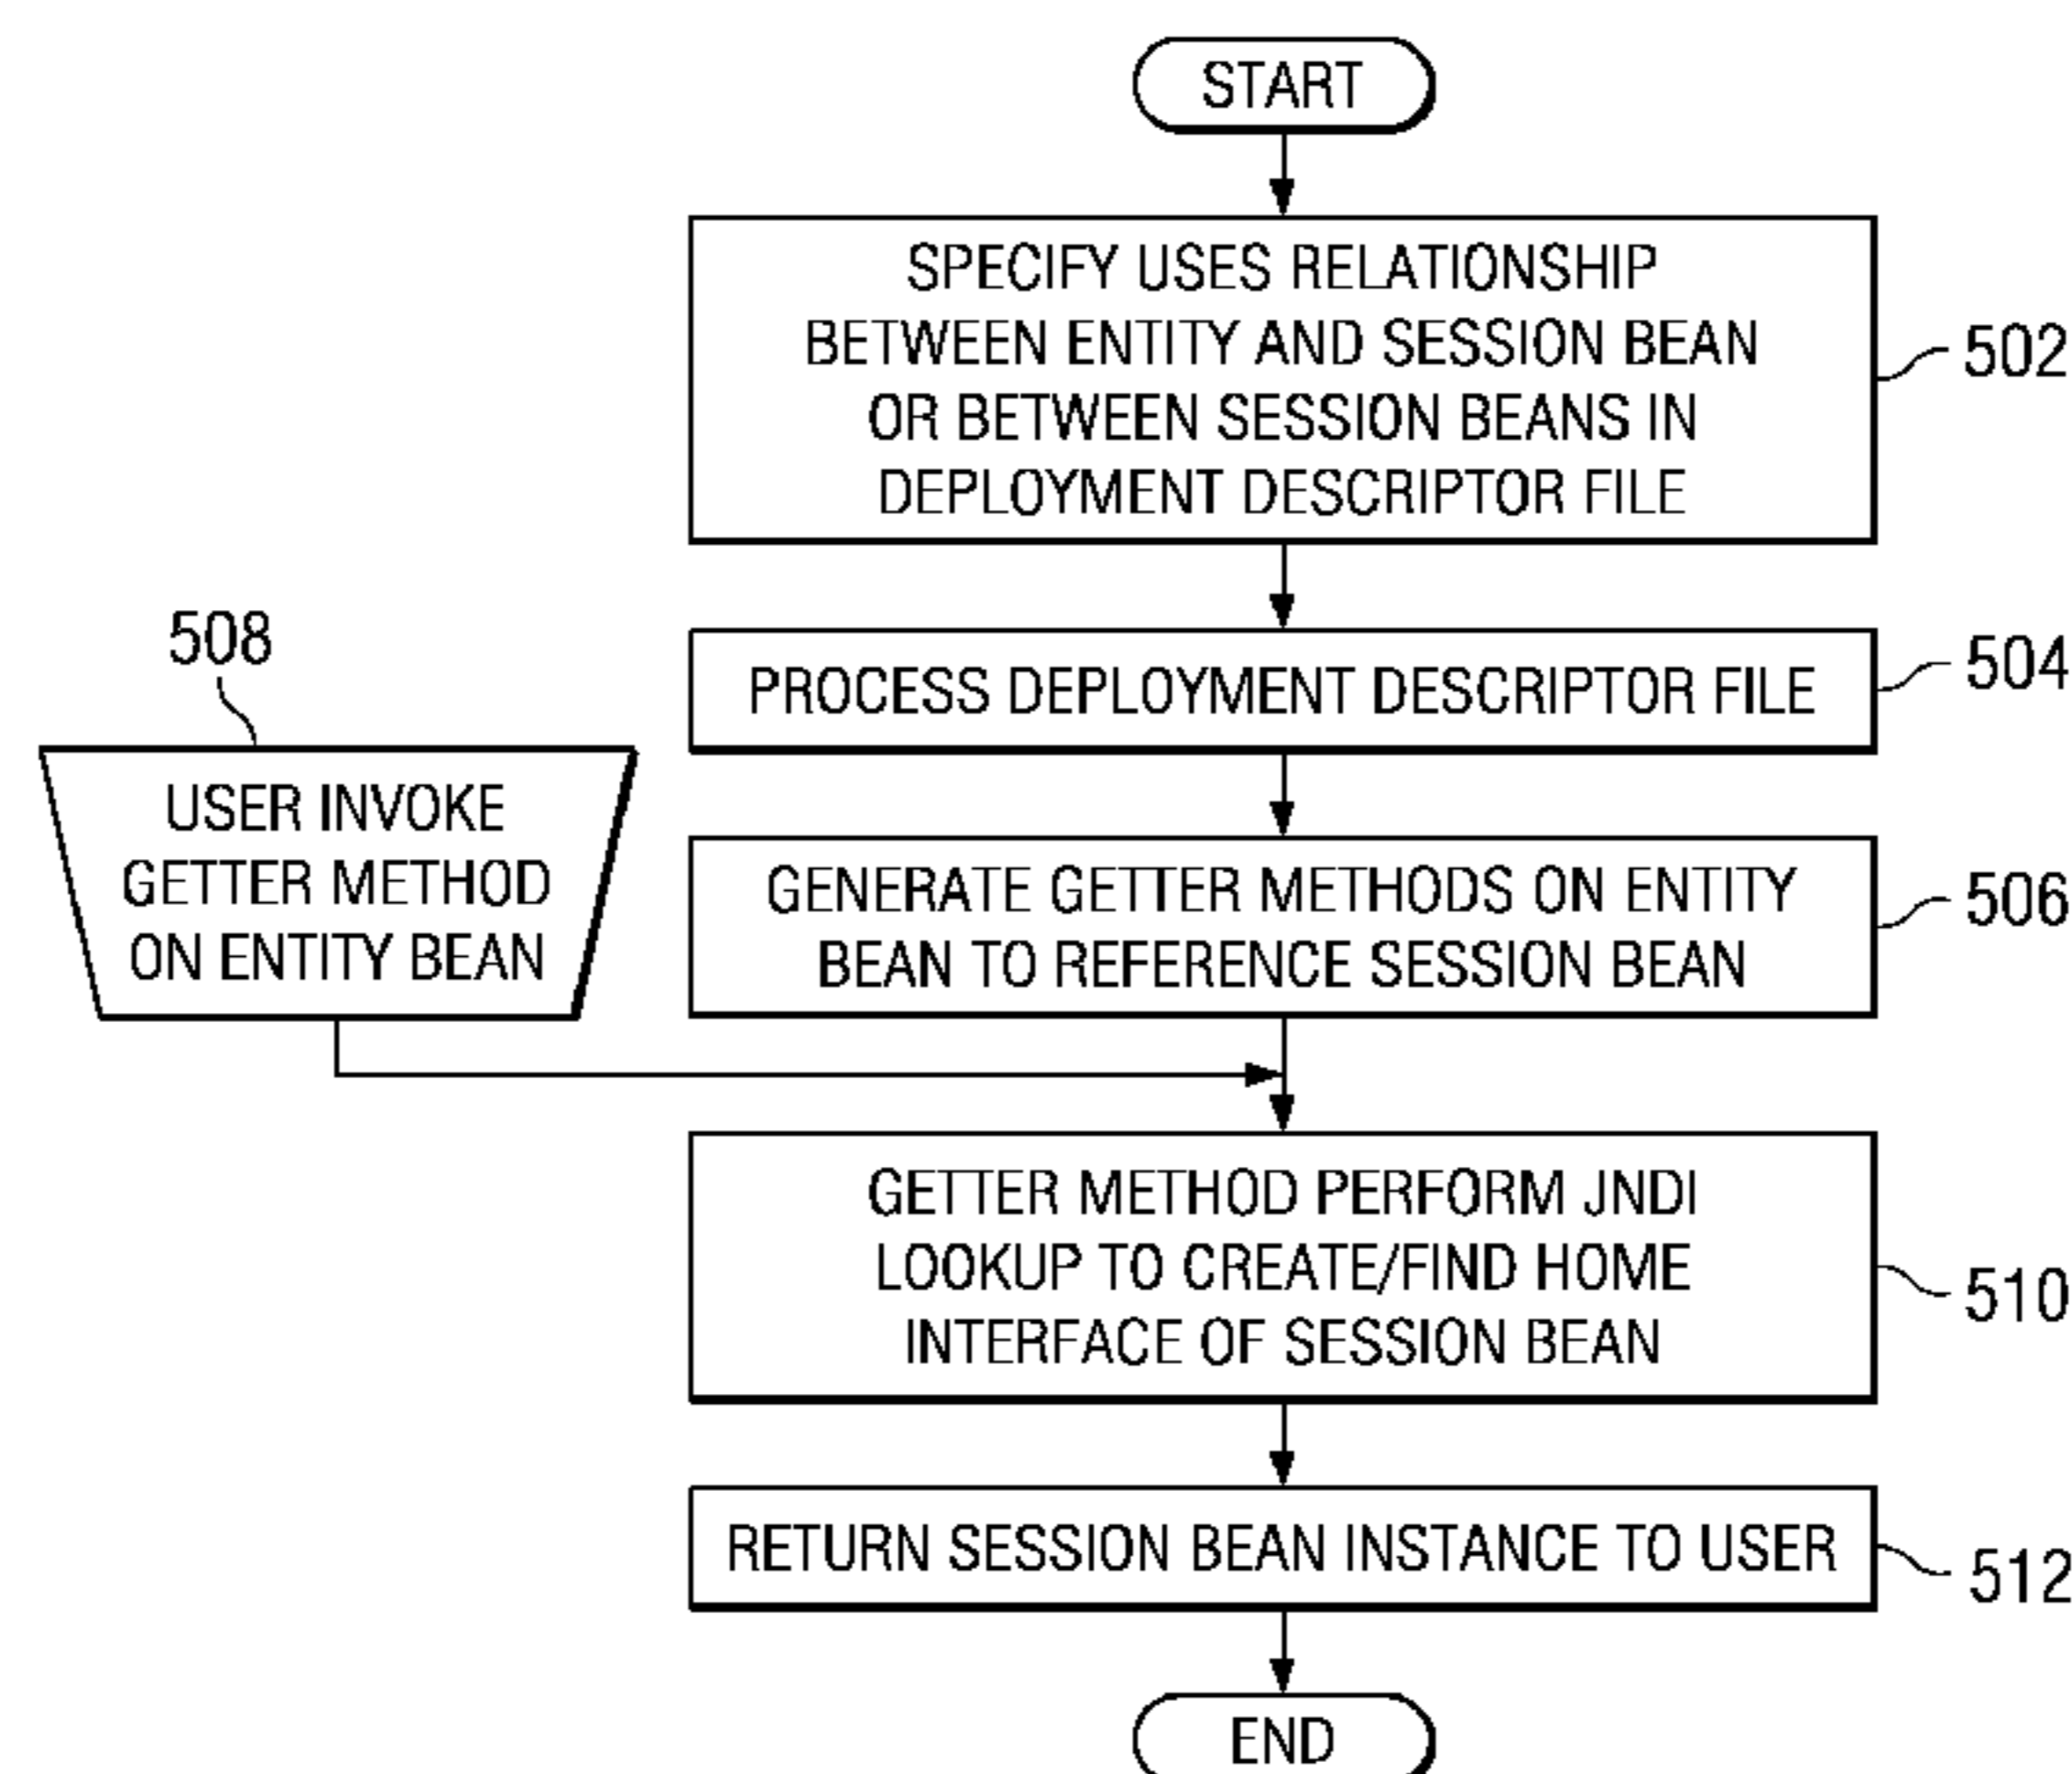 START
SPECIFY USES RELATIONSHIP
BETWEEN ENTITY AND SESSION BEAN
OR BETWEEN SESSION BEANS IN
DEPLOYMENT DESCRIPTOR FILE
502
PROCESS DEPLOYMENT DESCRIPTOR FILE
504
508
USER INVOKE
GETTER METHOD
ON ENTITY BEAN
GENERATE GETTER METHODS ON ENTITY
BEAN TO REFERENCE SESSION BEAN
506
GETTER METHOD PERFORM JNDI
LOOKUP TO CREATE/FIND HOME
INTERFACE OF SESSION BEAN
510
RETURN SESSION BEAN INSTANCE TO USER
512
END